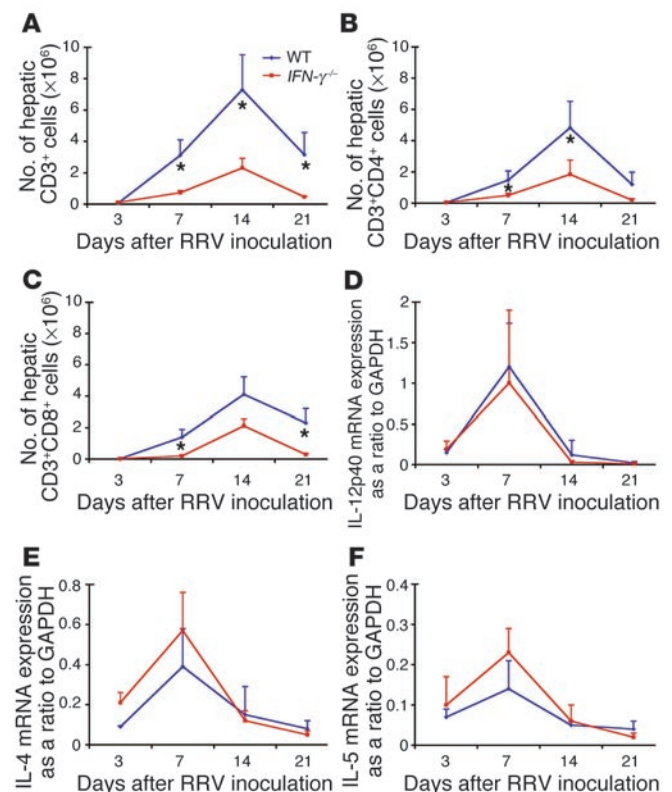 A
No. of hepatic
CD3⁺ cells (×10⁶)
10
8
6
4
2
0
WT
IFN-γ⁻/⁻
*
*
*
3 7 14 21
Days after RRV inoculation
B
No. of hepatic
CD3⁺CD4⁺ cells (×10⁶)
10
8
6
4
2
0
*
*
3 7 14 21
Days after RRV inoculation
C
No. of hepatic
CD3⁺CD8⁺ cells (×10⁶)
10
8
6
4
2
0
*
*
3 7 14 21
Days after RRV inoculation
D
IL-12p40 mRNA expression
as a ratio to GAPDH
2
1.5
1
0.5
0
3 7 14 21
Days after RRV inoculation
E
IL-4 mRNA expression
as a ratio to GAPDH
0.8
0.6
0.4
0.2
0
3 7 14 21
Days after RRV inoculation
F
IL-5 mRNA expression
as a ratio to GAPDH
0.4
0.3
0.2
0.1
0
3 7 14 21
Days after RRV inoculation